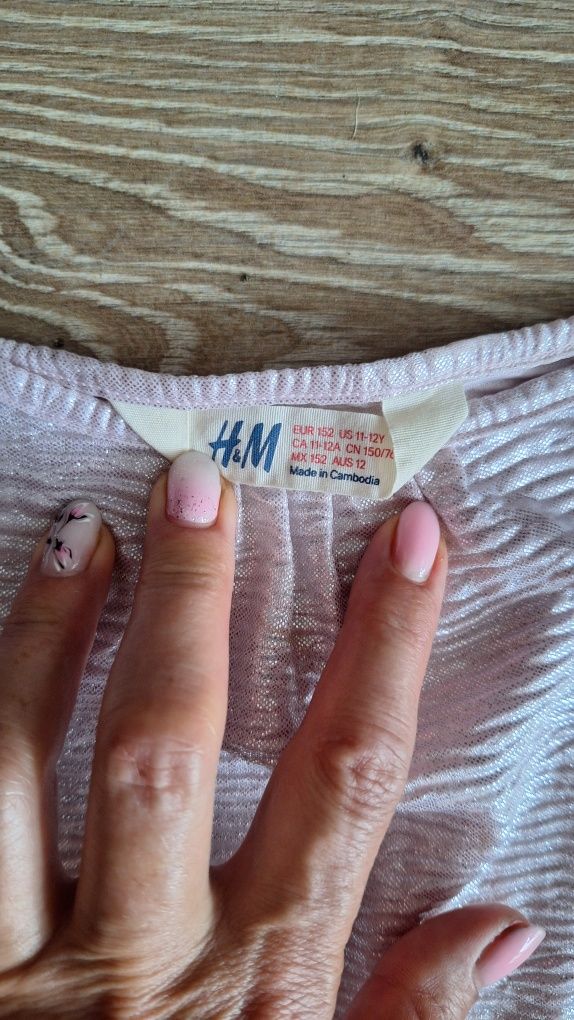 H&M
EUR 152 US 11-12Y
CA 11-12A CN 150/76
MX 152 AUS 12
Made in Cambodia